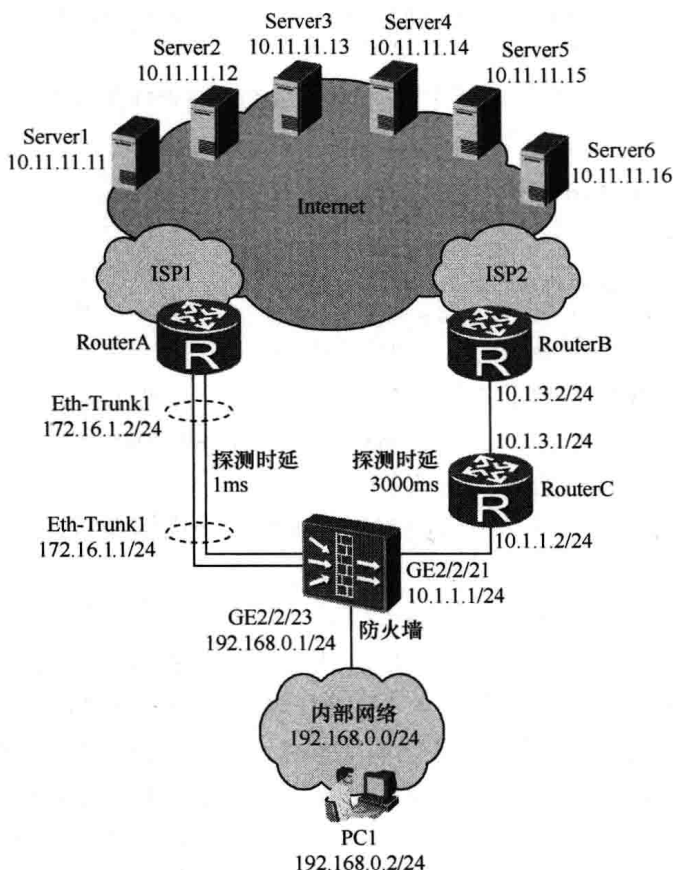 Server3
10.11.11.13
Server4
10.11.11.14
Server2
10.11.11.12
Server5
10.11.11.15
Server1
10.11.11.11
Server6
10.11.11.16
Internet
ISP1
ISP2
RouterA
R
RouterB
R
10.1.3.2/24
Eth-Trunk1
172.16.1.2/24
10.1.3.1/24
探测时延
1ms
探测时延
3000ms
RouterC
R
Eth-Trunk1
172.16.1.1/24
10.1.1.2/24
GE2/2/21
10.1.1.1/24
GE2/2/23
192.168.0.1/24
防火墙
内部网络
192.168.0.0/24
PC1
192.168.0.2/24